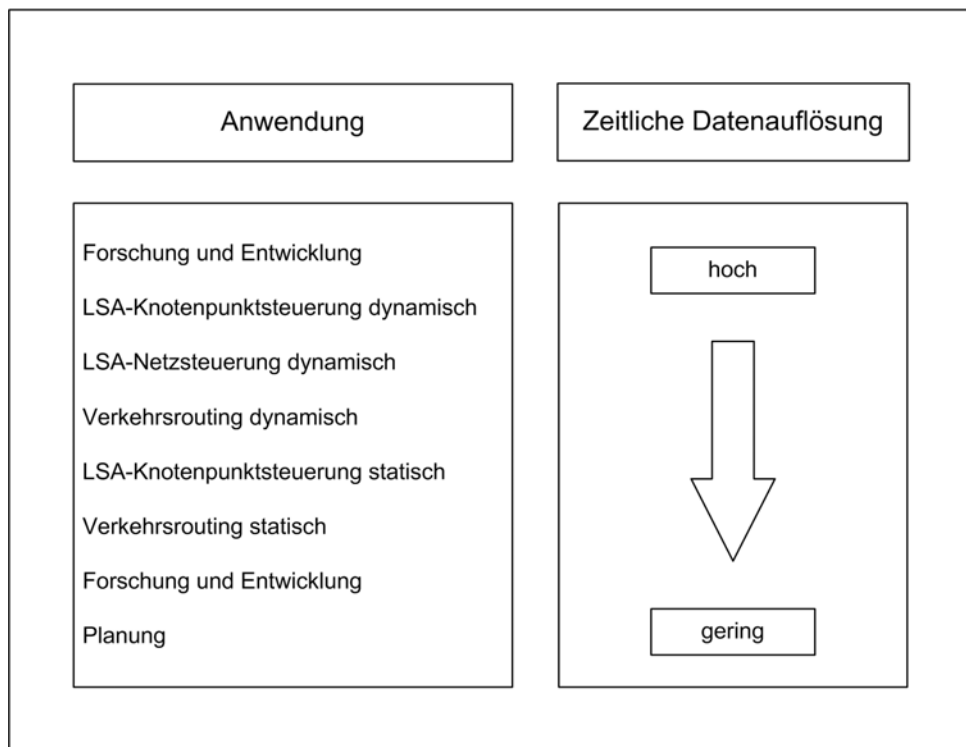 Anwendung
Zeitliche Datenauflösung
Forschung und Entwicklung
LSA-Knotenpunktsteuerung dynamisch
LSA-Netzsteuerung dynamisch
Verkehrsrouting dynamisch
LSA-Knotenpunktsteuerung statisch
Verkehrsrouting statisch
Forschung und Entwicklung
Planung
hoch
gering